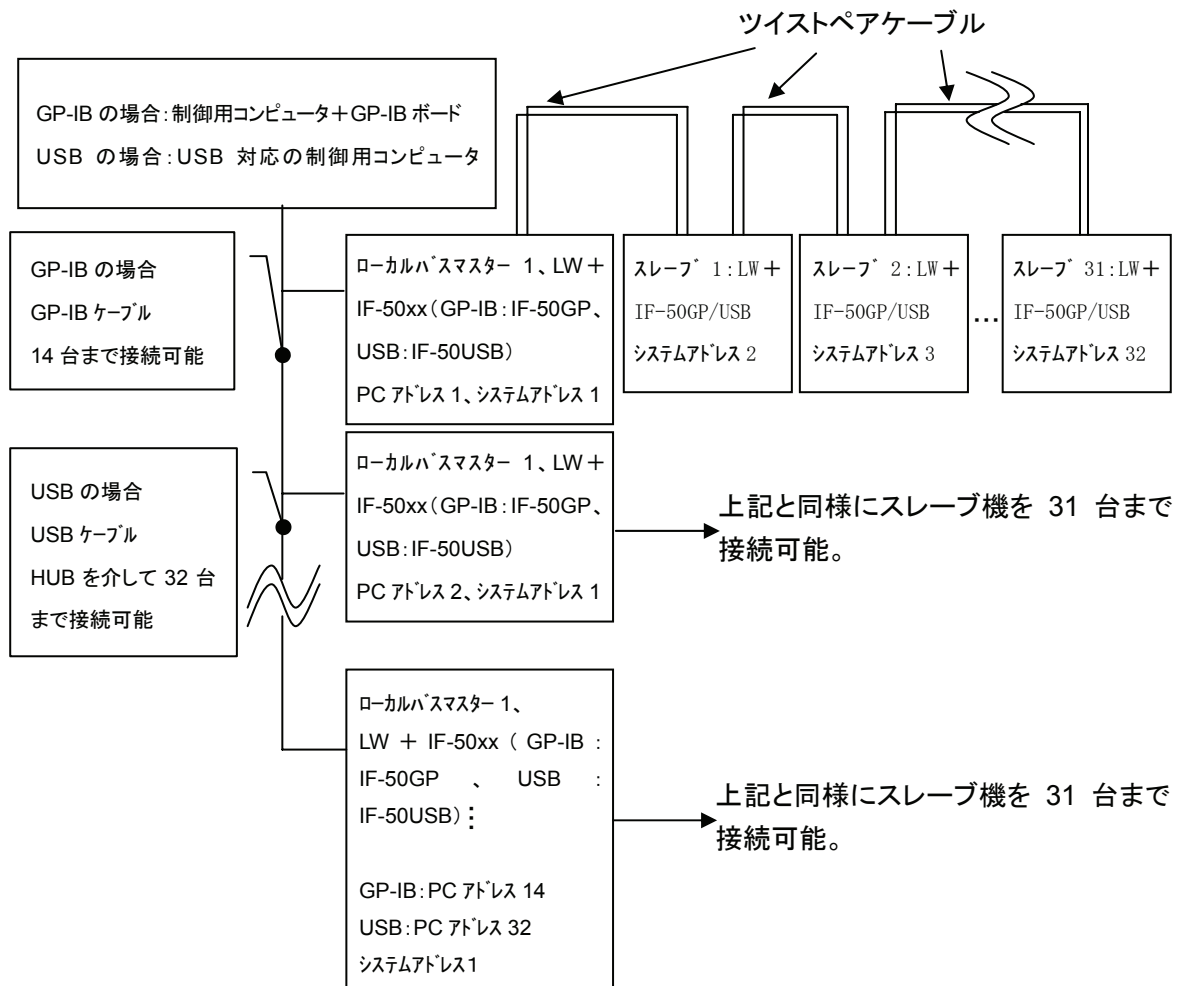 ツイストペアケーブル
GP-IB の場合:制御用コンピュータ+GP-IB ボード
USB の場合:USB 対応の制御用コンピュータ
GP-IB の場合
GP-IB ケーブル
14 台まで接続可能
ローカルバスマスター 1、LW+
IF-50xx(GP-IB:IF-50GP、
USB:IF-50USB)
PC アドレス 1、システムアドレス 1
スレーブ 1:LW+
IF-50GP/USB
システムアドレス 2
スレーブ 2:LW+
IF-50GP/USB
システムアドレス 3
…
スレーブ 31:LW+
IF-50GP/USB
システムアドレス 32
USB の場合
USB ケーブル
HUB を介して 32 台
まで接続可能
ローカルバスマスター 1、LW+
IF-50xx(GP-IB:IF-50GP、
USB:IF-50USB)
PC アドレス 2、システムアドレス 1
上記と同様にスレーブ機を 31 台まで
接続可能。
ローカルバスマスター 1、
LW + IF-50xx ( GP-IB :
IF-50GP 、 USB :
IF-50USB)⋮
GP-IB:PC アドレス 14
USB:PC アドレス 32
システムアドレス1
上記と同様にスレーブ機を 31 台まで
接続可能。